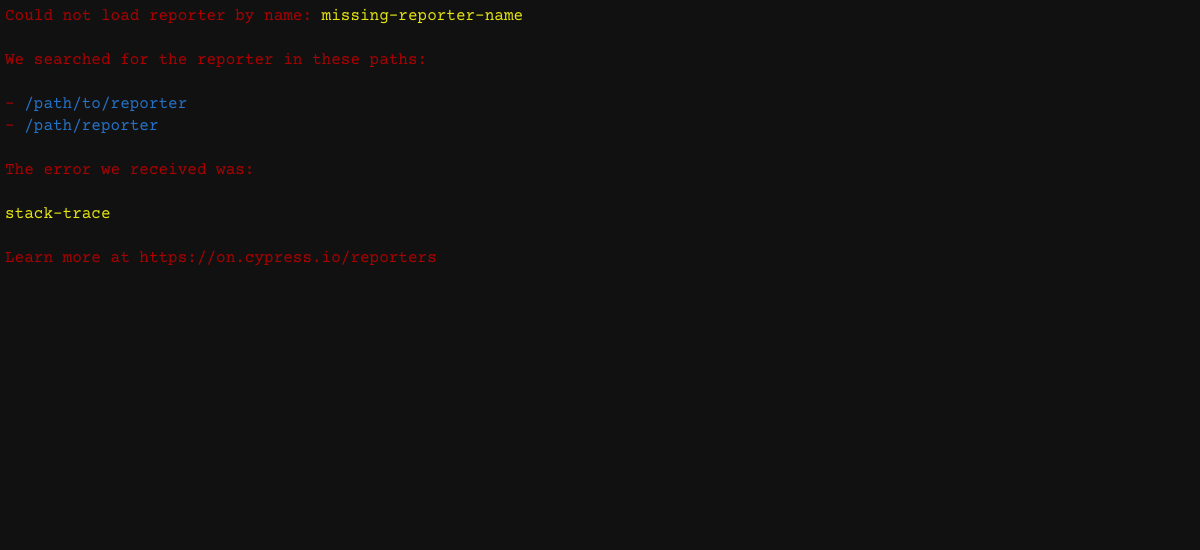 Could not load reporter by name: missing-reporter-name
We searched for the reporter in these paths:
- /path/to/reporter
- /path/reporter
The error we received was:
stack-trace
Learn more at https://on.cypress.io/reporters